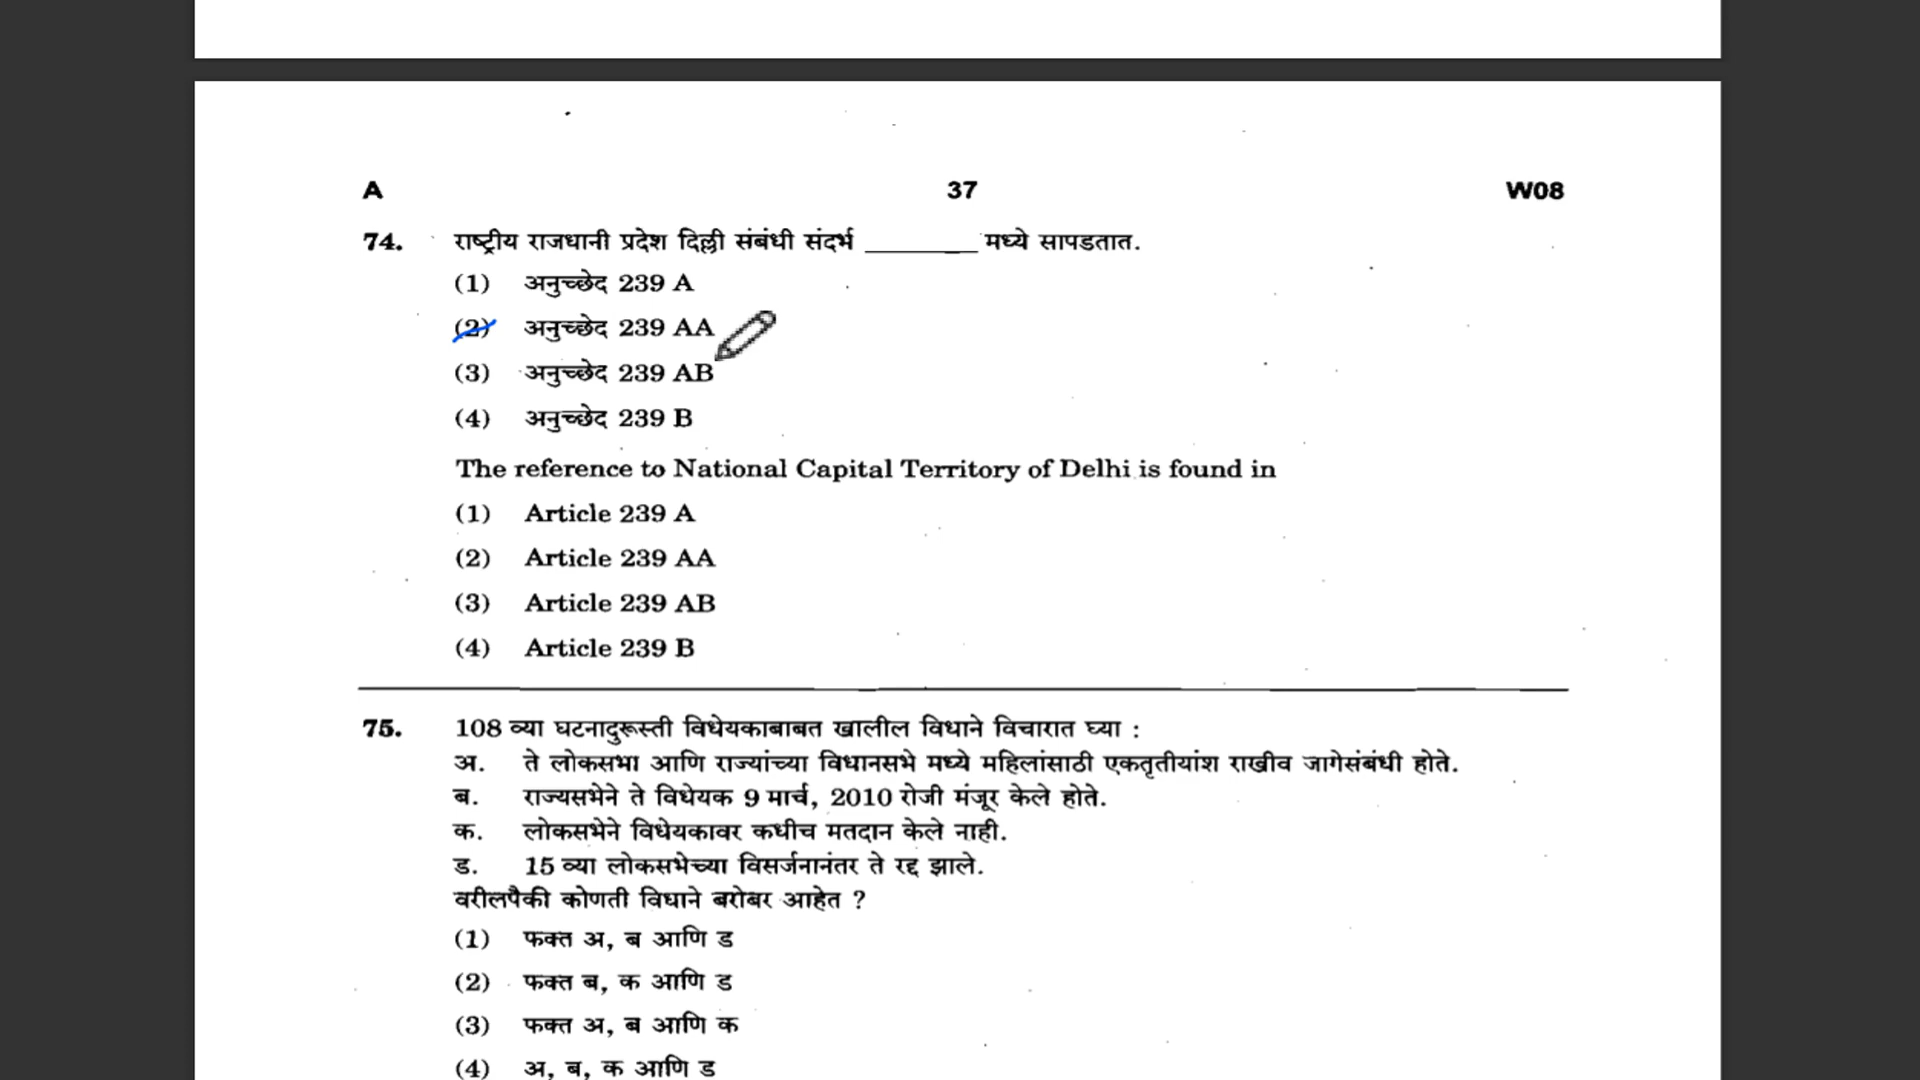 A 37 W08
74. राष्ट्रीय राजधानी प्रदेश दिल्ली संबंधी संदर्भ ________ मध्ये सापडतात.
(1) अनुच्छेद 239 A
(2) अनुच्छेद 239 AA
(3) अनुच्छेद 239 AB
(4) अनुच्छेद 239 B
The reference to National Capital Territory of Delhi is found in
(1) Article 239 A
(2) Article 239 AA
(3) Article 239 AB
(4) Article 239 B
75. 108 व्या घटनादुरूस्ती विधेयकाबाबत खालील विधाने विचारात घ्या :
अ. ते लोकसभा आणि राज्यांच्या विधानसभे मध्ये महिलांसाठी एकतृतीयांश राखीव जागेसंबंधी होते.
ब. राज्यसभेने ते विधेयक 9 मार्च, 2010 रोजी मंजूर केले होते.
क. लोकसभेने विधेयकावर कधीच मतदान केले नाही.
ड. 15 व्या लोकसभेच्या विसर्जनानंतर ते रद्द झाले.
वरीलपैकी कोणती विधाने बरोबर आहेत ?
(1) फक्त अ, ब आणि ड
(2) फक्त ब, क आणि ड
(3) फक्त अ, ब आणि क
(4) अ, ब, क आणि ड